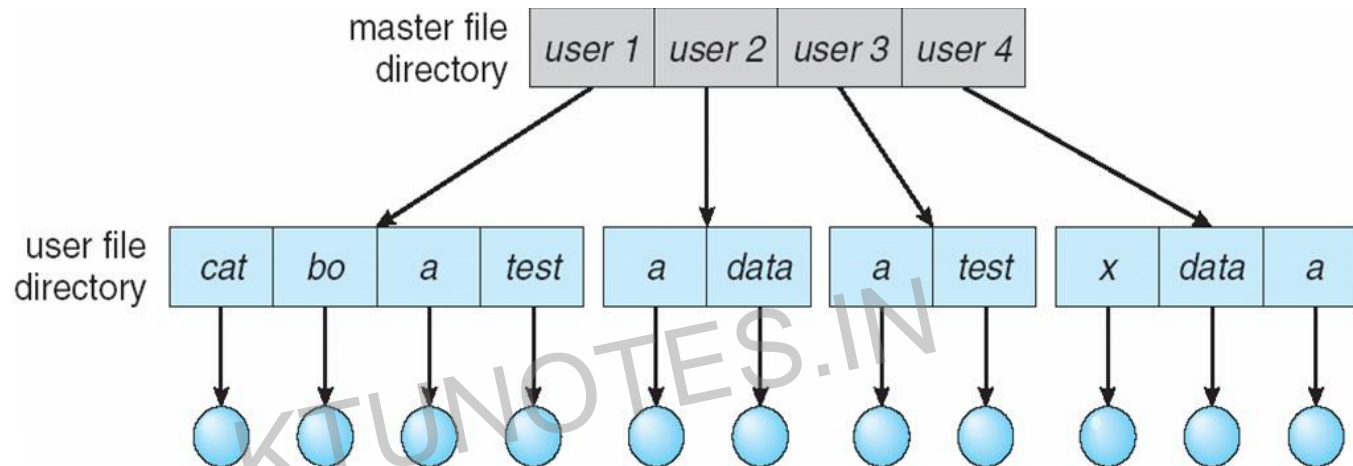 master file
directory
user 1 user 2 user 3 user 4
user file
directory
cat bo a test a data a test x data a
KTUNOTES.IN